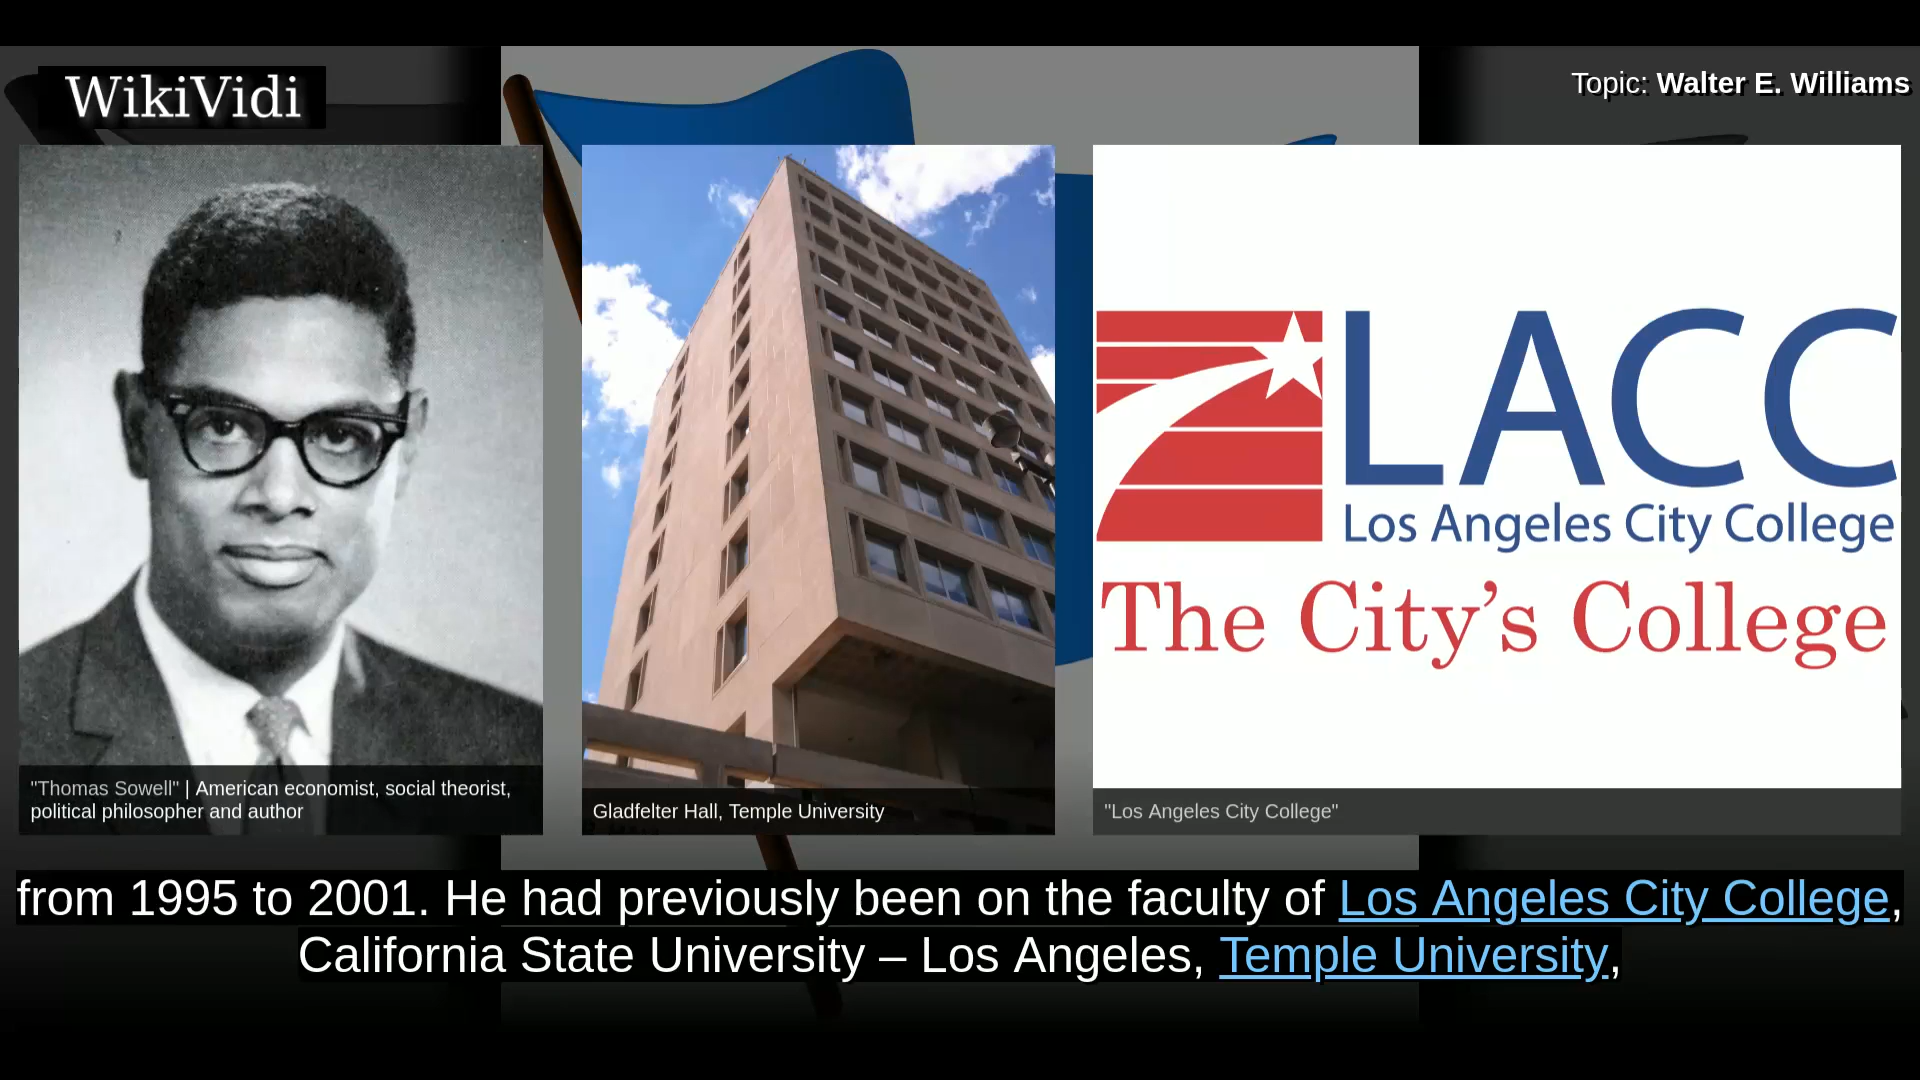 WikiVidi
Topic: Walter E. Williams
LACC
Los Angeles City College
The City’s College
"Thomas Sowell" | American economist, social theorist,
political philosopher and author
Gladfelter Hall, Temple University
"Los Angeles City College"
from 1995 to 2001. He had previously been on the faculty of Los Angeles City College,
California State University – Los Angeles, Temple University,